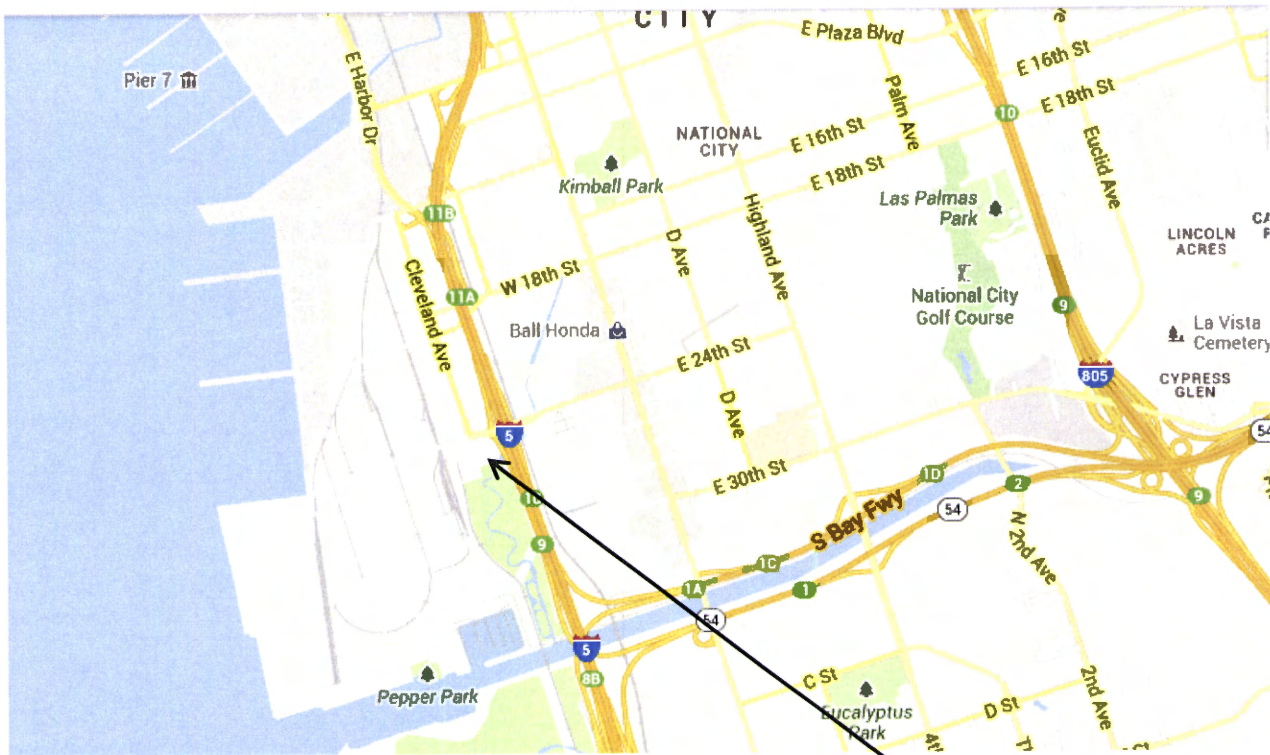 CITY
E Plaza Blvd
Pier 7
E Harbor Dr
Palm Ave
E 16th St
10
E 18th St
NATIONAL
CITY
E 16th St
Euclid Ave
Kimball Park
E 18th St
Las Palmas
Park
11B
Highland Ave
D Ave
LINCOLN
ACRES
Cleveland Ave
W 18th St
11A
National City
Golf Course
9
Ball Honda
La Vista
Cemetery
E 24th St
805
CYPRESS
GLEN
D Ave
5
54
E 30th St
1D
2
10
S Bay Fwy
54
9
9
1C
N 2nd Ave
1A
1
54
5
8B
C St
Pepper Park
Eucalyptus
Park
D St
2nd Ave